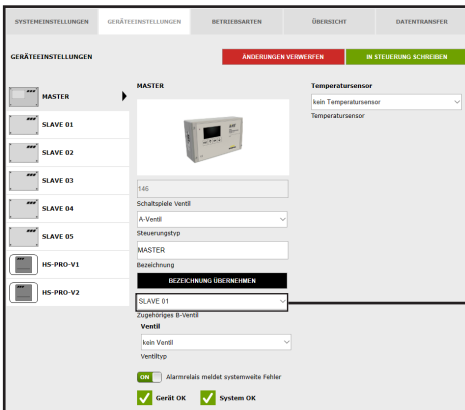 SYSTEMEINSTELLUNGEN GERÄTEEINSTELLUNGEN BETRIEBSARTEN ÜBERSICHT DATENTRANSFER
GERÄTEEINSTELLUNGEN ÄNDERUNGEN VERWERFEN IN STEUERUNG SCHREIBEN
MASTER
SLAVE 01
SLAVE 02
SLAVE 03
SLAVE 04
SLAVE 05
HS-PRO-V1
HS-PRO-V2
MASTER
146
Schaltspiele Ventil
A-Ventil
Steuerungstyp
MASTER
Bezeichnung
BEZEICHNUNG ÜBERNEHMEN
SLAVE 01
Zugehöriges B-Ventil
Ventil
kein Ventil
Ventiltyp
ON Alarmrelais meldet systemweite Fehler
Gerät OK System OK
Temperatursensor
kein Temperatursensor
Temperatursensor